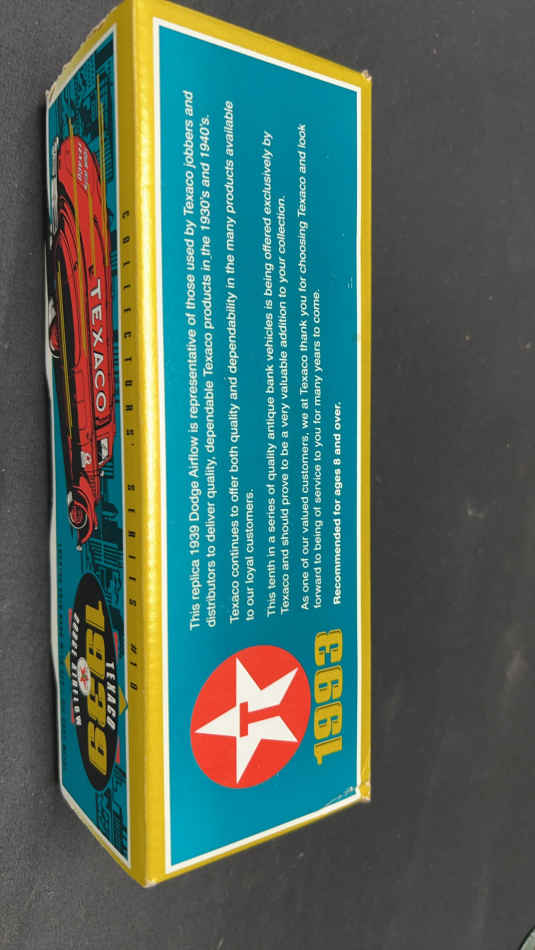 This replica 1939 Dodge Airflow is representative of those used by Texaco jobbers and
distributors to deliver quality, dependable Texaco products in the 1930's and 1940's.
Texaco continues to offer both quality and dependability in the many products available
to our loyal customers.
This tenth in a series of quality antique bank vehicles is being offered exclusively by
Texaco and should prove to be a very valuable addition to your collection.
As one of our valued customers, we at Texaco thank you for choosing Texaco and look
forward to being of service to you for many years to come.
Recommended for ages 8 and over.
T
1993
COLLECTORS' SERIES #10
TEXACO
TEXACO
1939
DODGE AIRFLOW